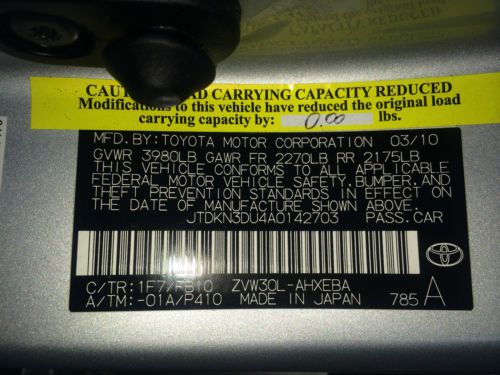 CAUTION LOAD CARRYING CAPACITY REDUCED
Modifications to this vehicle have reduced the original load
carrying capacity by: 0.00 lbs.
MFD. BY: TOYOTA MOTOR CORPORATION 03/10
GVWR 3980LB GAWR FR 2270LB RR 2175LB
THIS VEHICLE CONFORMS TO ALL APPLICABLE
FEDERAL MOTOR VEHICLE SAFETY, BUMPER, AND
THEFT PREVENTION STANDARDS IN EFFECT ON
THE DATE OF MANUFACTURE SHOWN ABOVE.
JTDKN3DU4A0142703 PASS. CAR
C/TR: 1F7/FB10 ZVW30L-AHXEBA
A/TM: -01A/P410 MADE IN JAPAN 785 A